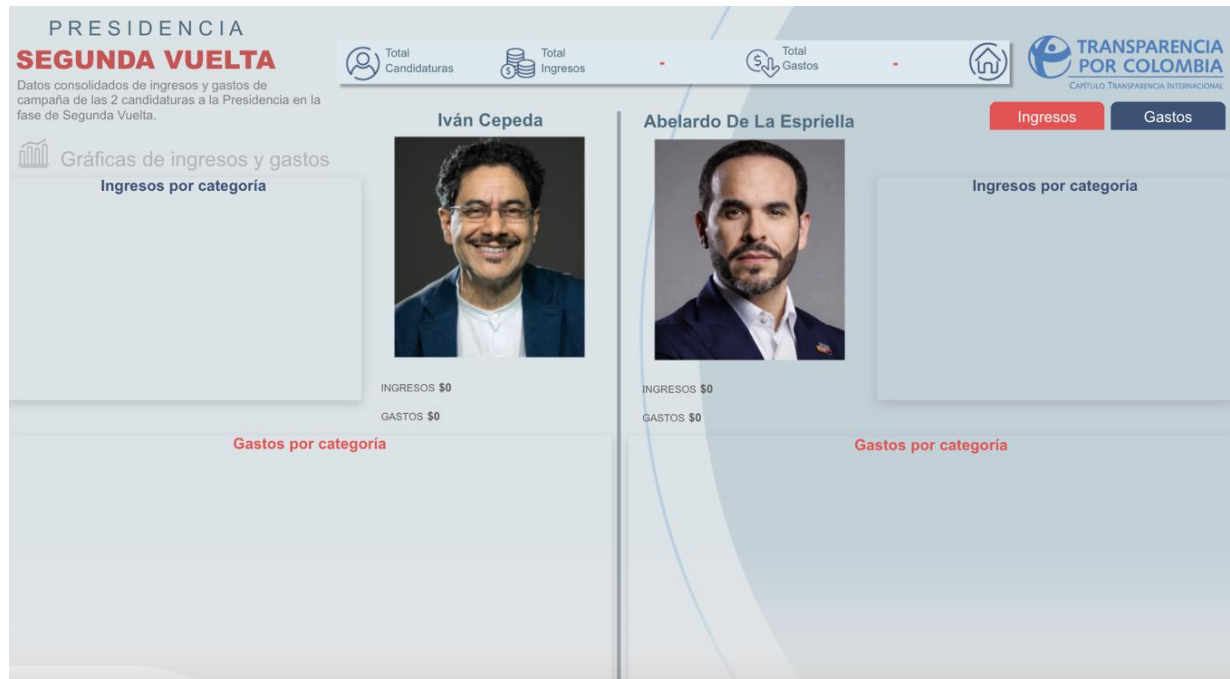 PRESIDENCIA
SEGUNDA VUELTA
Datos consolidados de ingresos y gastos de
campaña de las 2 candidaturas a la Presidencia en la
fase de Segunda Vuelta.
Gráficas de ingresos y gastos
Total
Candidaturas
Total
Ingresos
-
Total
Gastos
-
TRANSPARENCIA
POR COLOMBIA
CAPÍTULO TRANSPARENCIA INTERNACIONAL
Ingresos
Gastos
Iván Cepeda
Abelardo De La Espriella
Ingresos por categoría
Ingresos por categoría
INGRESOS $0
GASTOS $0
INGRESOS $0
GASTOS $0
Gastos por categoría
Gastos por categoría